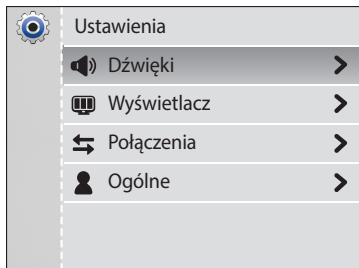 Ustawienia
Dźwięki
Wyświetlacz
Połączenia
Ogólne